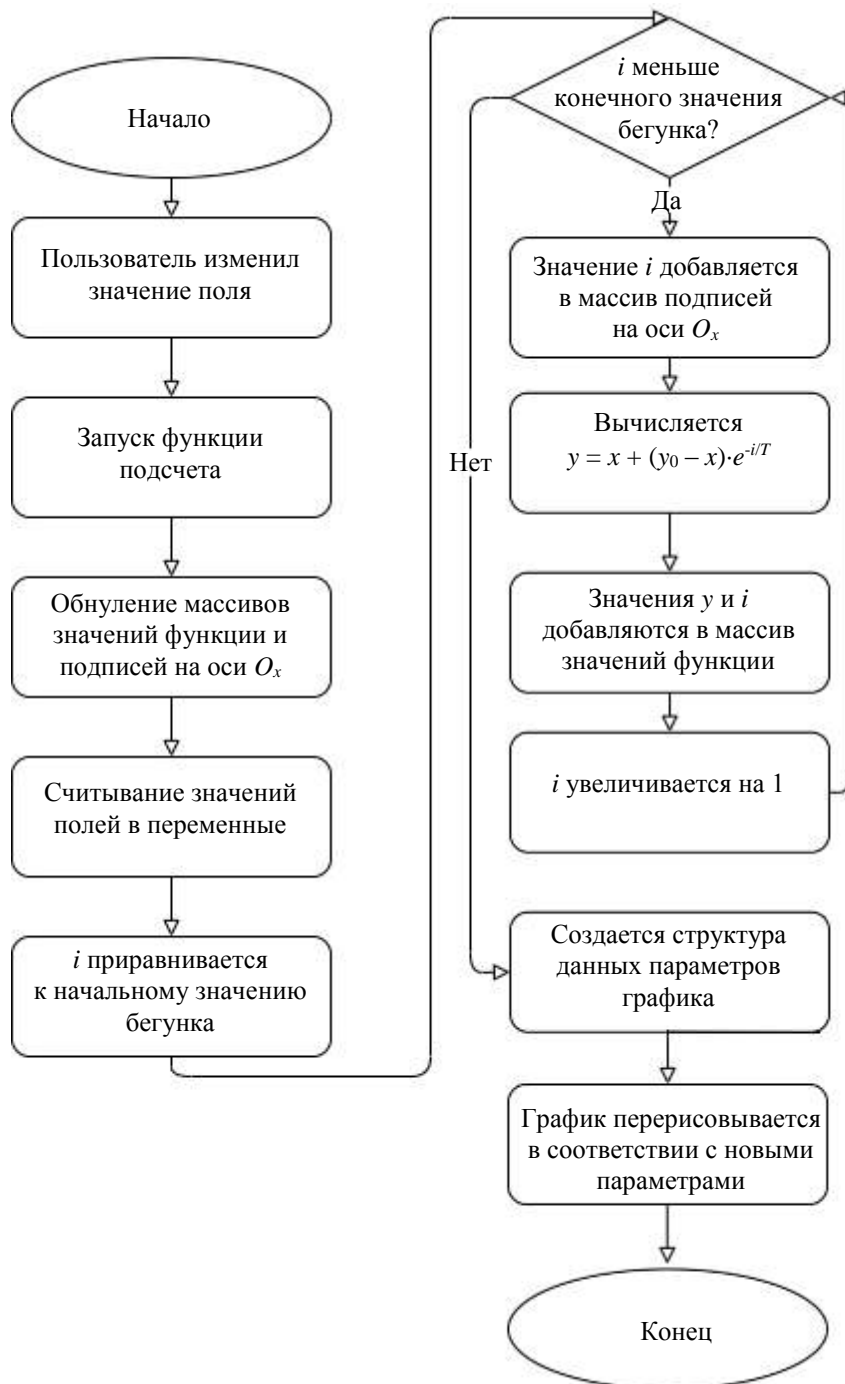 Начало
Пользователь изменил
значение поля
Запуск функции
подсчета
Обнуление массивов
значений функции и
подписей на оси Oₓ
Считывание значений
полей в переменные
i приравнивается
к начальному значению
бегунка
i меньше
конечного значения
бегунка?
Да
Значение i добавляется
в массив подписей
на оси Oₓ
Вычисляется
y = x + (y₀ – x)·e^{-i/T}
Нет
Значения y и i
добавляются в массив
значений функции
i увеличивается на 1
Создается структура
данных параметров
графика
График перерисовывается
в соответствии с новыми
параметрами
Конец